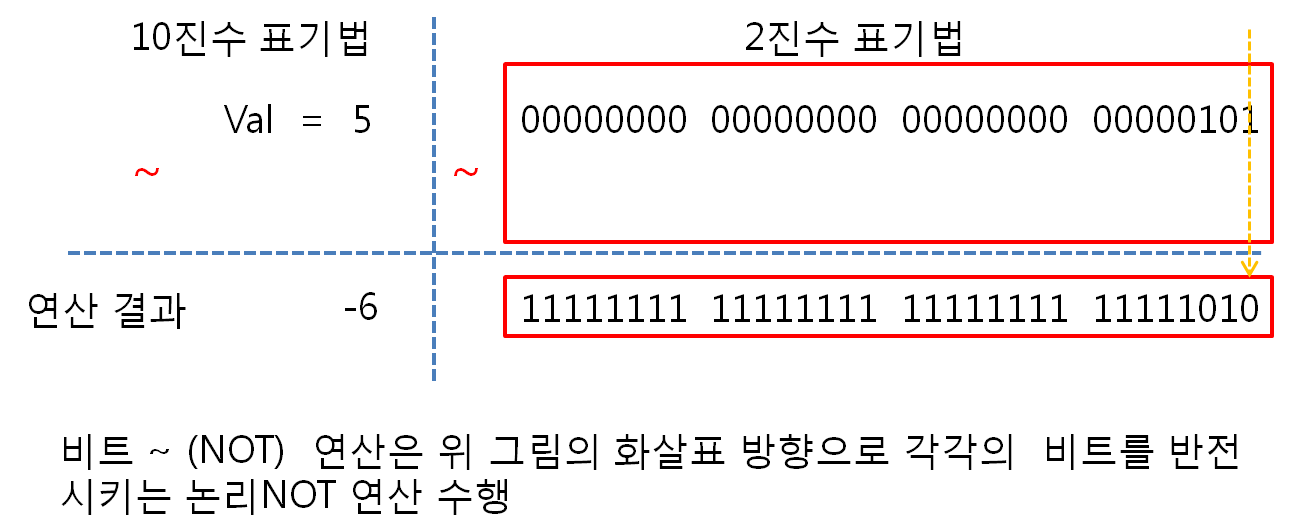 10진수 표기법 2진수 표기법
Val = 5 00000000 00000000 00000000 00000101
~ ~
연산 결과 -6 11111111 11111111 11111111 11111010
비트 ~ (NOT) 연산은 위 그림의 화살표 방향으로 각각의 비트를 반전
시키는 논리NOT 연산 수행